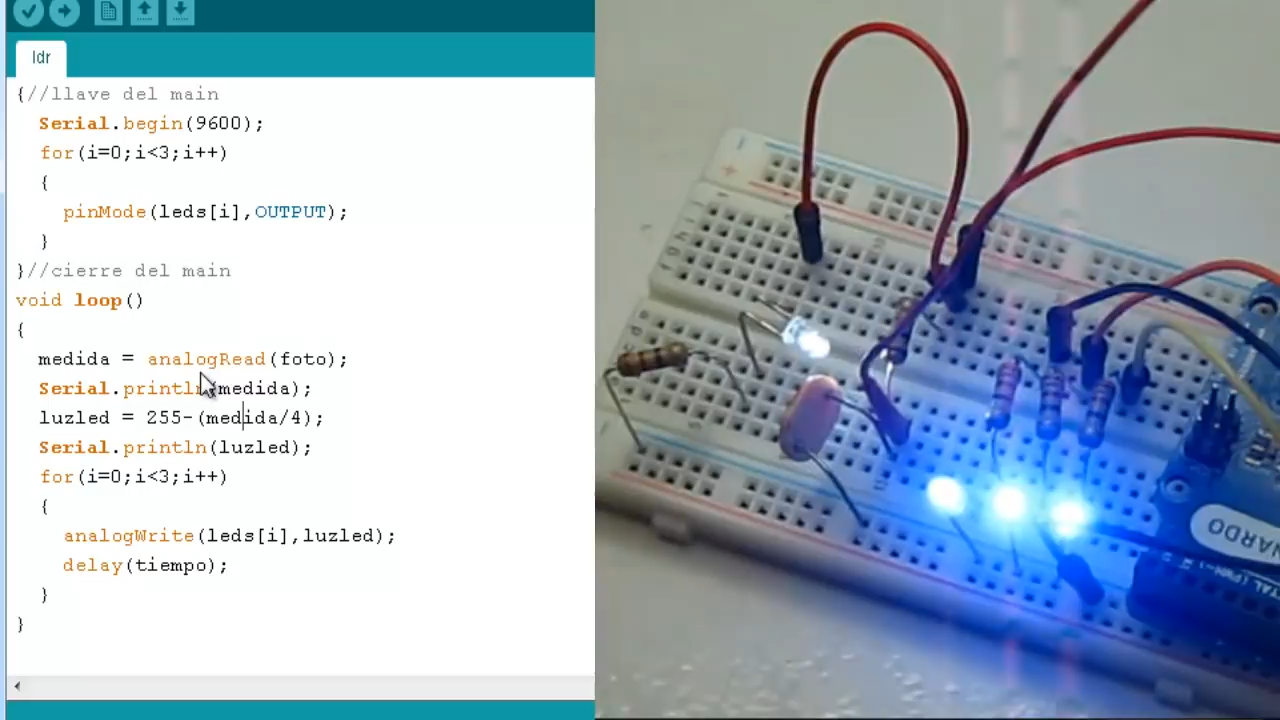 ldr
{//llave del main
Serial.begin(9600);
for(i=0;i<3;i++)
{
pinMode(leds[i],OUTPUT);
}
}//cierre del main
void loop()
{
medida = analogRead(foto);
Serial.println(medida);
luzled = 255-(medida/4);
Serial.println(luzled);
for(i=0;i<3;i++)
{
analogWrite(leds[i],luzled);
delay(tiempo);
}
}